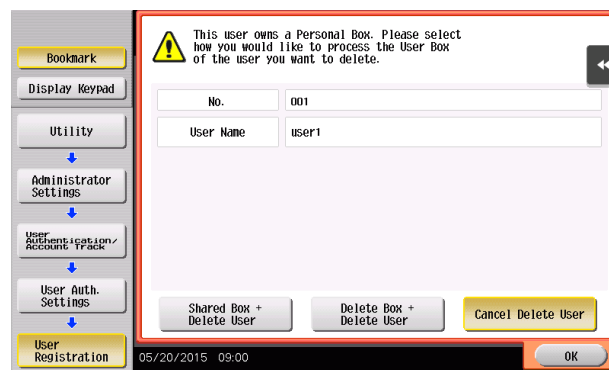 Bookmark
Display Keypad
Utility
Administrator
Settings
User
Authentication/
Account Track
User Auth.
Settings
User
Registration
This user owns a Personal Box. Please select
how you would like to process the User Box
of the user you want to delete.
No.
001
User Name
user1
Shared Box +
Delete User
Delete Box +
Delete User
Cancel Delete User
05/20/2015 09:00
OK